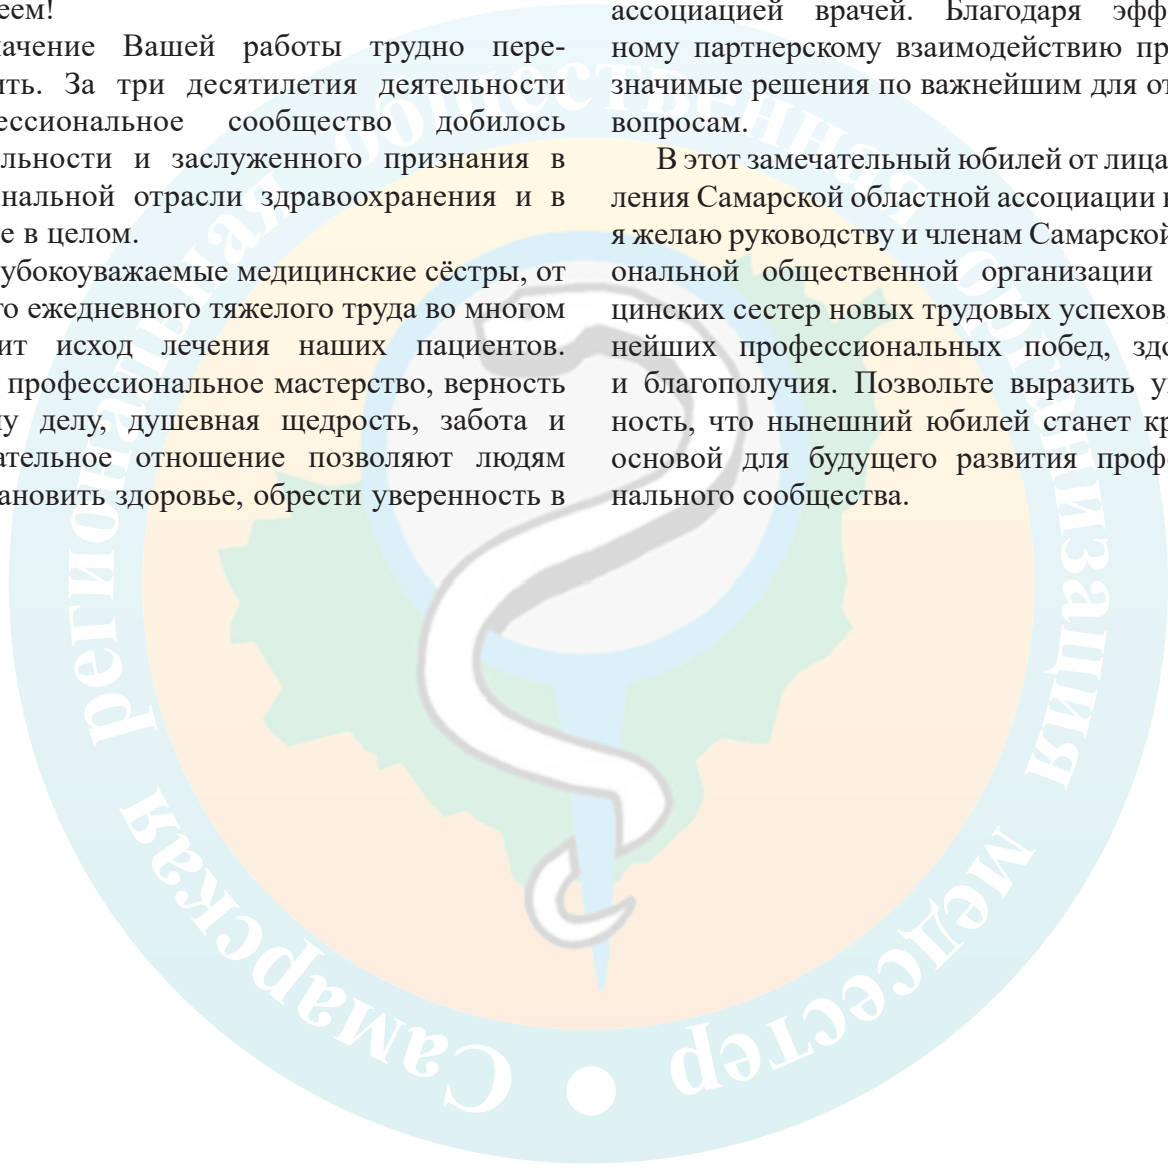 еем!
ачение Вашей работы трудно пере-
ить. За три десятилетия деятельности
ессиональное сообщество добилось
льности и заслуженного признания в
нальной отрасли здравоохранения и в
е в целом.
убокоуважаемые медицинские сёстры, от
го ежедневного тяжелого труда во многом
ит исход лечения наших пациентов.
профессиональное мастерство, верность
у делу, душевная щедрость, забота и
ательное отношение позволяют людям
ановить здоровье, обрести уверенность в
ассоциацией врачей. Благодаря эфф
ному партнерскому взаимодействию пр
значимые решения по важнейшим для от
вопросам.
В этот замечательный юбилей от лица
ления Самарской областной ассоциации
я желаю руководству и членам Самарской
ональной общественной организации
цинских сестер новых трудовых успехов,
нейших профессиональных побед, здо
и благополучия. Позвольте выразить у
ность, что нынешний юбилей станет кр
основой для будущего развития профе
нального сообщества.
Самарская региональная общественная организация медсестер